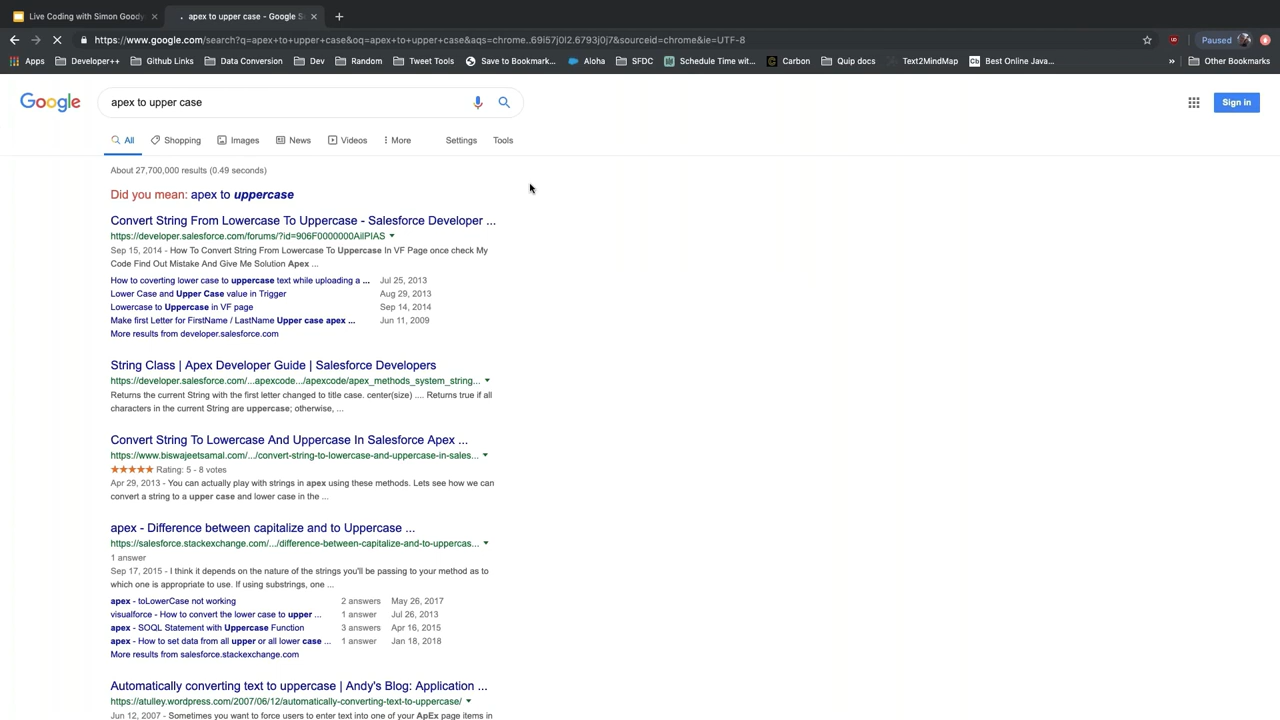 Live Coding with Simon Goody
apex to upper case - Google S
https://www.google.com/search?q=apex+to+upper+case&oq=apex+to+upper+case&aqs=chrome..69i57j0l2.6793j0j7&sourceid=chrome&ie=UTF-8
Paused
Apps Developer++ Github Links Data Conversion Dev Random Tweet Tools Save to Bookmark... Aloha SFDC Schedule Time wit... Carbon Quip docs Text2MindMap Cb Best Online Java... » Other Bookmarks
Google
apex to upper case
Sign in
All Shopping Images News Videos More Settings Tools
About 27,700,000 results (0.49 seconds)
Did you mean: apex to uppercase
Convert String From Lowercase To Uppercase - Salesforce Developer ...
https://developer.salesforce.com/forums/?id=906F0000000AilPIAS
Sep 15, 2014 - How To Convert String From Lowercase To Uppercase In VF Page once check My
Code Find Out Mistake And Give Me Solution Apex ...
How to coverting lower case to uppercase text while uploading a ... Jul 25, 2013
Lower Case and Upper Case value in Trigger Aug 29, 2013
Lowercase to Uppercase in VF page Sep 14, 2014
Make first Letter for FirstName / LastName Upper case apex ... Jun 11, 2009
More results from developer.salesforce.com
String Class | Apex Developer Guide | Salesforce Developers
https://developer.salesforce.com/...apexcode.../apexcode/apex_methods_system_string...
Returns the current String with the first letter changed to title case. center(size) .... Returns true if all
characters in the current String are uppercase; otherwise, ...
Convert String To Lowercase And Uppercase In Salesforce Apex ...
https://www.biswajeetsamal.com/.../convert-string-to-lowercase-and-uppercase-in-sales...
★★★★★ Rating: 5 - 8 votes
Apr 29, 2013 - You can actually play with strings in apex using these methods. Lets see how we can
convert a string to a upper case and lower case in the ...
apex - Difference between capitalize and to Uppercase ...
https://salesforce.stackexchange.com/.../difference-between-capitalize-and-to-uppercas...
1 answer
Sep 17, 2015 - I think it depends on the nature of the strings you'll be passing to your method as to
which one is appropriate to use. If using substrings, one ...
apex - toLowerCase not working 2 answers May 26, 2017
visualforce - How to convert the lower case to upper ... 1 answer Jul 26, 2013
apex - SOQL Statement with Uppercase Function 3 answers Apr 16, 2015
apex - How to set data from all upper or all lower case ... 1 answer Jan 18, 2018
More results from salesforce.stackexchange.com
Automatically converting text to uppercase | Andy's Blog: Application ...
https://atulley.wordpress.com/2007/06/12/automatically-converting-text-to-uppercase/
Jun 12, 2007 - Sometimes you want to force users to enter text into one of your ApEx page items in